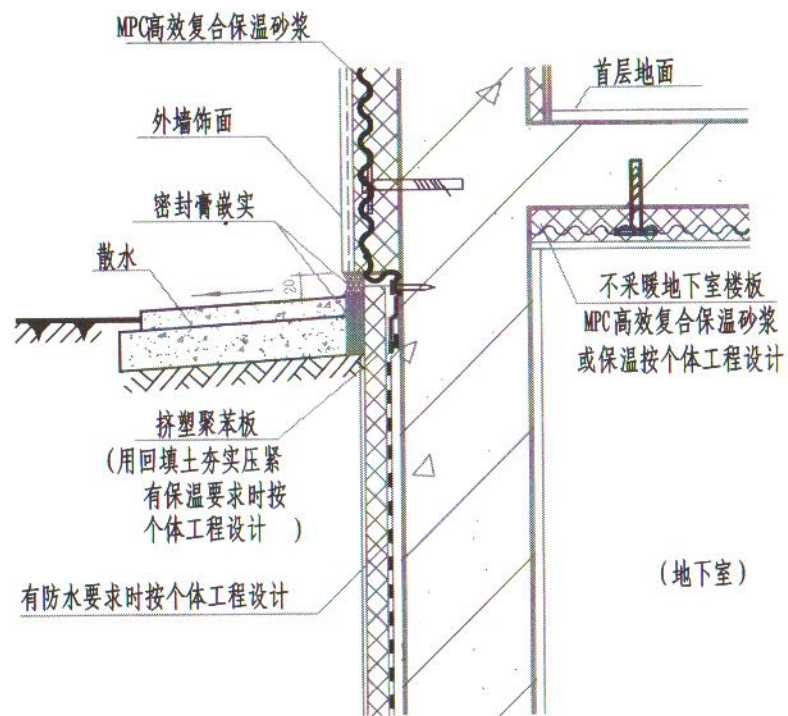 MPC高效复合保温砂浆
首层地面
外墙饰面
密封膏嵌实
散水
20
不采暖地下室楼板
MPC高效复合保温砂浆
或保温按个体工程设计
挤塑聚苯板
(用回填土夯实压紧
有保温要求时按
个体工程设计 )
(地下室)
有防水要求时按个体工程设计